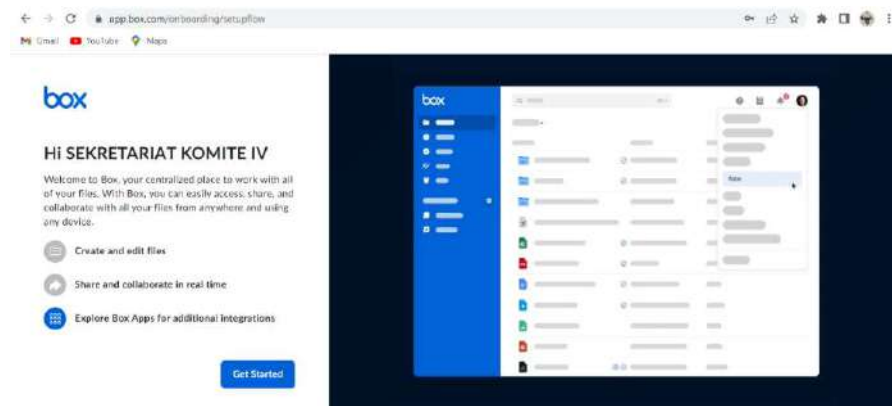 app.box.com/onboarding/setupflow
Gmail YouTube Maps
box
Hi SEKRETARIAT KOMITE IV
Welcome to Box, your centralized place to work with all
of your files. With Box, you can easily access, share, and
collaborate with all your files from anywhere and using
any device.
Create and edit files
Share and collaborate in real time
Explore Box Apps for additional integrations
Get Started
box